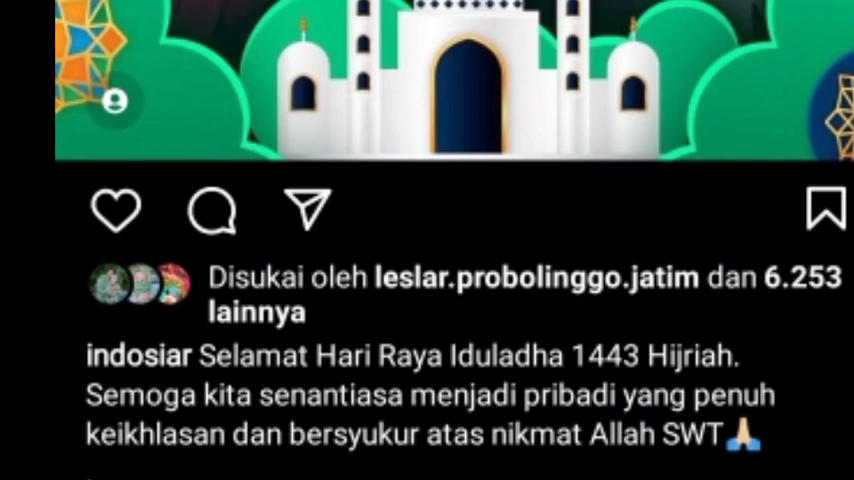 Disukai oleh leslar.probolinggo.jatim dan 6.253
lainnya
indosiar Selamat Hari Raya Iduladha 1443 Hijriah.
Semoga kita senantiasa menjadi pribadi yang penuh
keikhlasan dan bersyukur atas nikmat Allah SWT🙏🏻